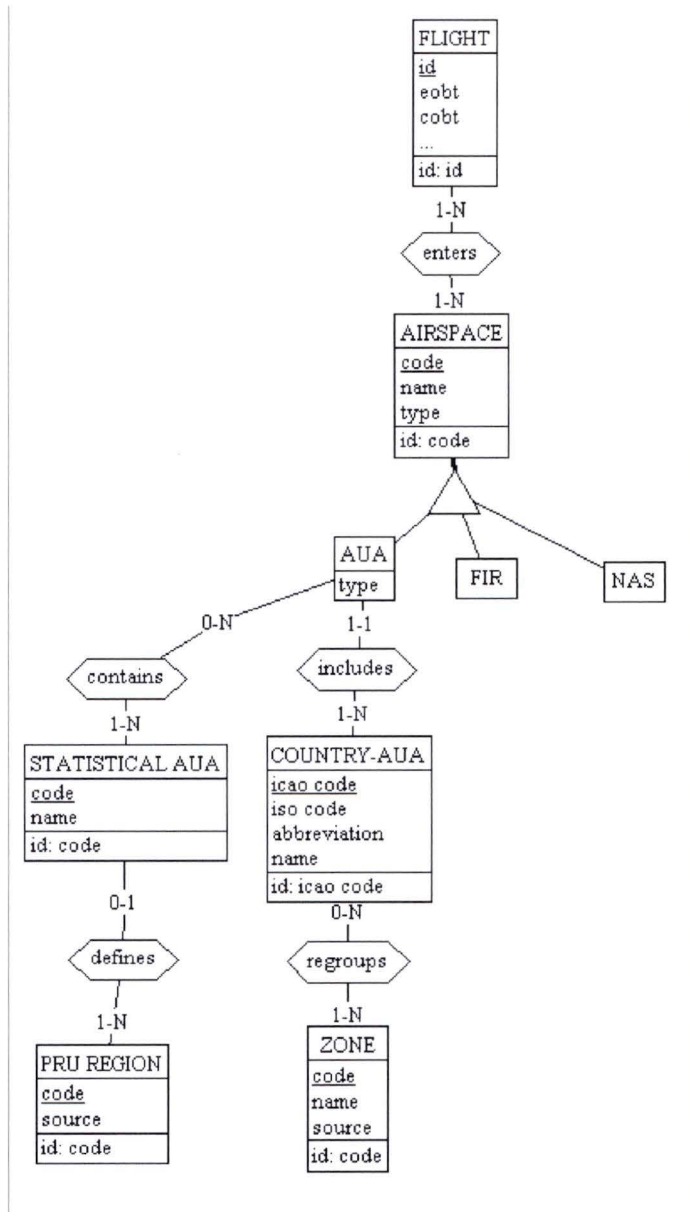 FLIGHT
id
eobt
cobt
...
id: id
1-N
enters
1-N
AIRSPACE
code
name
type
id: code
AUA
type
FIR
NAS
0-N
1-1
contains
includes
1-N
1-N
STATISTICAL AUA
code
name
id: code
COUNTRY-AUA
icao code
iso code
abbreviation
name
id: icao code
0-1
0-N
defines
regroups
1-N
1-N
PRU REGION
code
source
id: code
ZONE
code
name
source
id: code